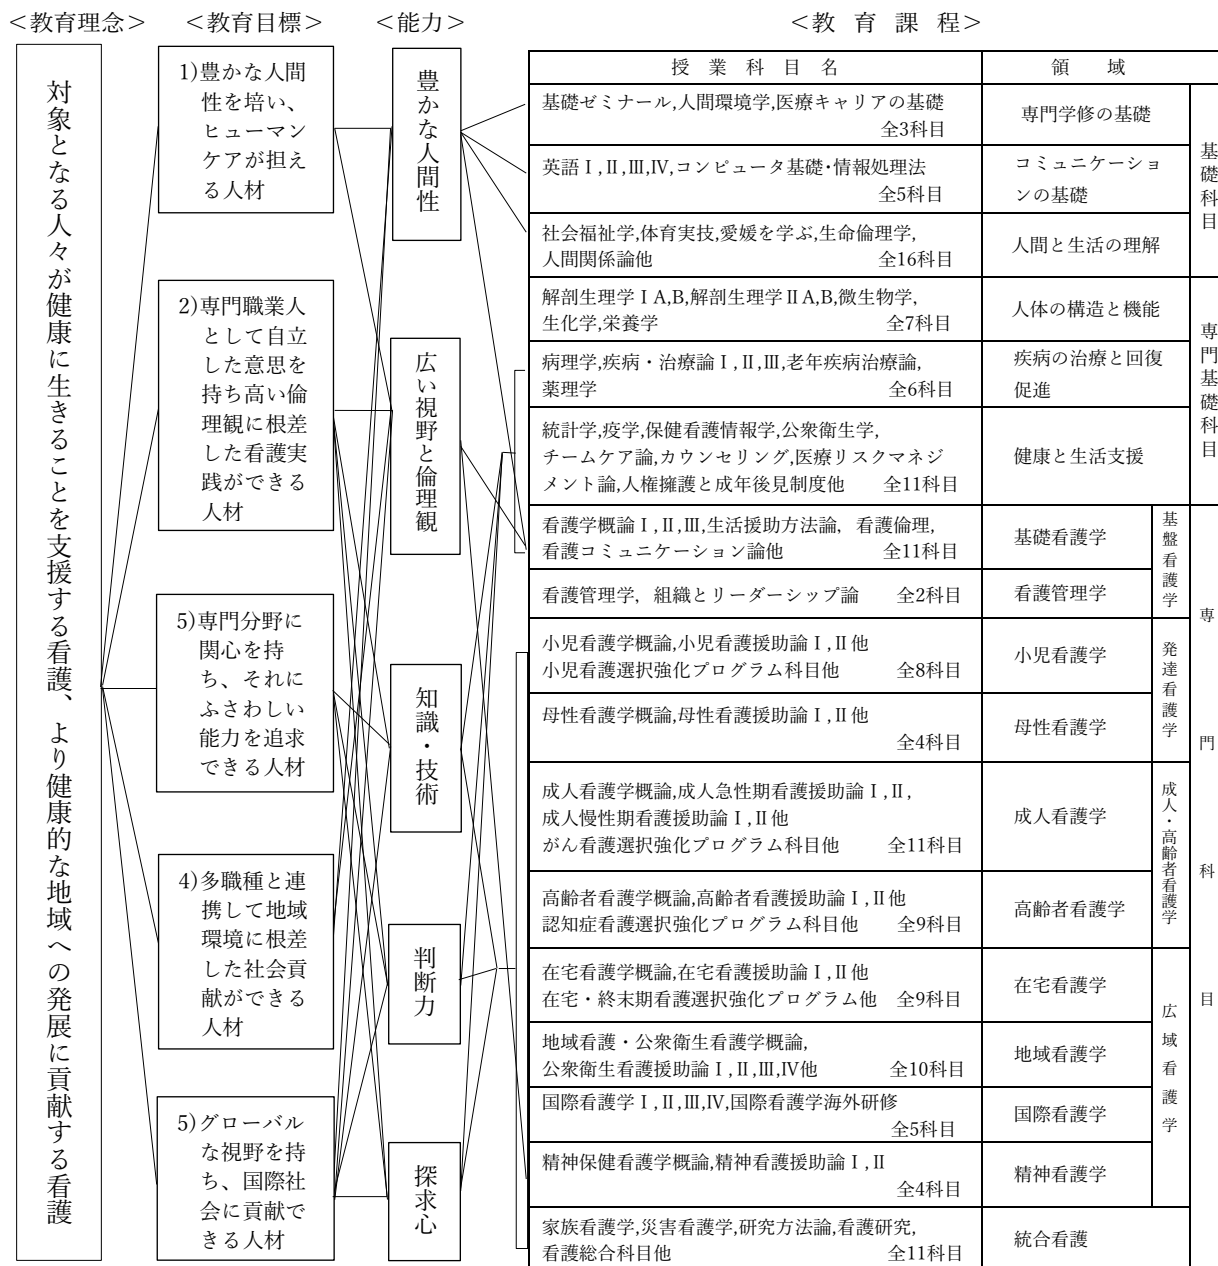 ＜教育理念＞
＜教育目標＞
＜能力＞
＜教 育 課 程＞
対象となる人々が健康に生きることを支援する看護、より健康的な地域への発展に貢献する看護
1)豊かな人間
性を培い、
ヒューマン
ケアが担え
る人材
2)専門職業人
として自立
した意思を
持ち高い倫
理観に根差
した看護実
践ができる
人材
5)専門分野に
関心を持
ち、それに
ふさわしい
能力を追求
できる人材
4)多職種と連
携して地域
環境に根差
した社会貢
献ができる
人材
5)グローバル
な視野を持
ち、国際社
会に貢献で
きる人材
豊かな人間性
広い視野と倫理観
知識・技術
判断力
探求心
授 業 科 目 名
領 域
基礎ゼミナール,人間環境学,医療キャリアの基礎
全3科目
専門学修の基礎
英語Ⅰ,Ⅱ,Ⅲ,Ⅳ,コンピュータ基礎・情報処理法
全5科目
コミュニケーショ
ンの基礎
社会福祉学,体育実技,愛媛を学ぶ,生命倫理学,
人間関係論他 全16科目
人間と生活の理解
基礎科目
解剖生理学ⅠA,B,解剖生理学ⅡA,B,微生物学,
生化学,栄養学 全7科目
人体の構造と機能
病理学,疾病・治療論Ⅰ,Ⅱ,Ⅲ,老年疾病治療論,
薬理学 全6科目
疾病の治療と回復
促進
統計学,疫学,保健看護情報学,公衆衛生学,
チームケア論,カウンセリング,医療リスクマネジ
メント論,人権擁護と成年後見制度他 全11科目
健康と生活支援
専門基礎科目
看護学概論Ⅰ,Ⅱ,Ⅲ,生活援助方法論, 看護倫理,
看護コミュニケーション論他 全11科目
基礎看護学
看護管理学, 組織とリーダーシップ論 全2科目
看護管理学
基盤看護学
小児看護学概論,小児看護援助論Ⅰ,Ⅱ他
小児看護選択強化プログラム科目他 全8科目
小児看護学
母性看護学概論,母性看護援助論Ⅰ,Ⅱ他
全4科目
母性看護学
発達看護学
成人看護学概論,成人急性期看護援助論Ⅰ,Ⅱ,
成人慢性期看護援助論Ⅰ,Ⅱ他
がん看護選択強化プログラム科目他 全11科目
成人看護学
高齢者看護学概論,高齢者看護援助論Ⅰ,Ⅱ他
認知症看護選択強化プログラム科目他 全9科目
高齢者看護学
成人・高齢者看護学
在宅看護学概論,在宅看護援助論Ⅰ,Ⅱ他
在宅・終末期看護選択強化プログラム他 全9科目
在宅看護学
地域看護・公衆衛生看護学概論,
公衆衛生看護援助論Ⅰ,Ⅱ,Ⅲ,Ⅳ他 全10科目
地域看護学
国際看護学Ⅰ,Ⅱ,Ⅲ,Ⅳ,国際看護学海外研修
全5科目
国際看護学
精神保健看護学概論,精神看護援助論Ⅰ,Ⅱ
全4科目
精神看護学
広域看護学
家族看護学,災害看護学,研究方法論,看護研究,
看護総合科目他 全11科目
統合看護
専門科目